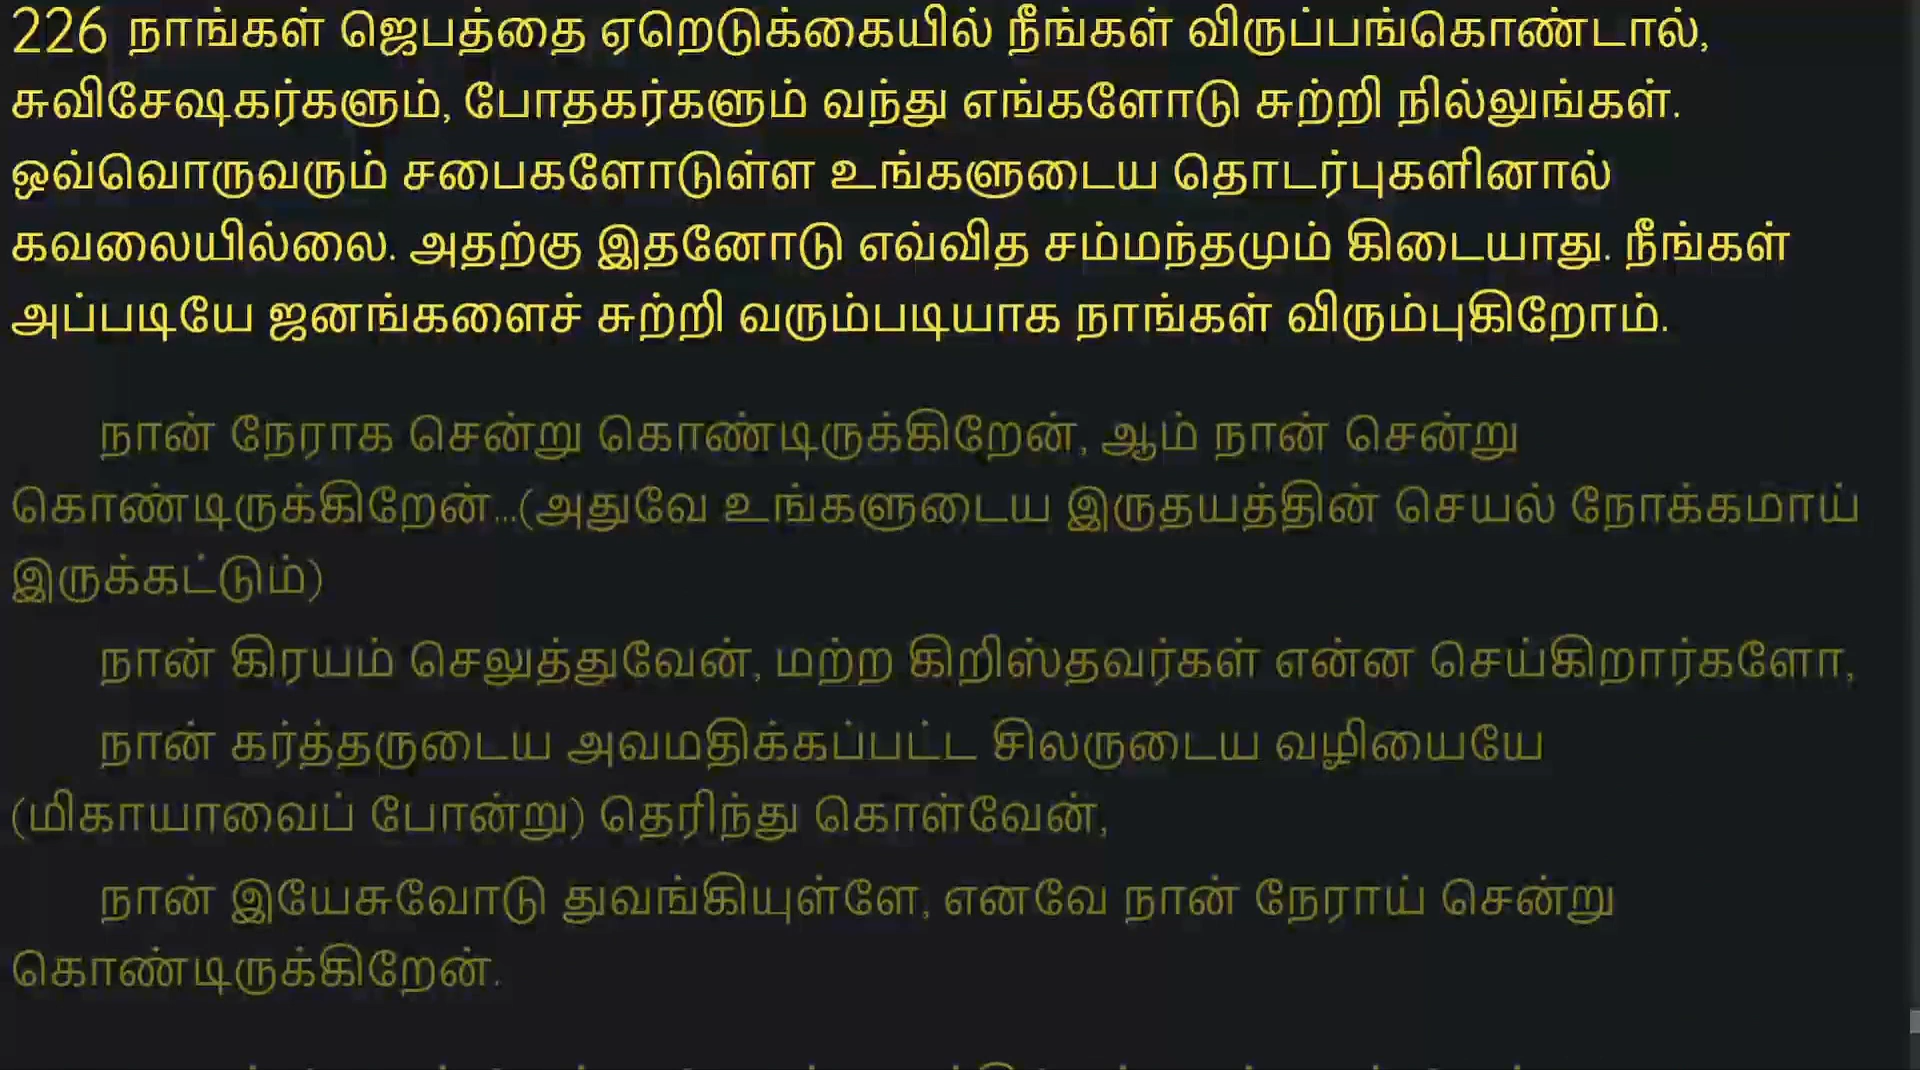 226 நாங்கள் ஜெபத்தை ஏறெடுக்கையில் நீங்கள் விருப்பங்கொண்டால்,
சுவிசேஷகர்களும், போதகர்களும் வந்து எங்களோடு சுற்றி நில்லுங்கள்.
ஒவ்வொருவரும் சபைகளோடுள்ள உங்களுடைய தொடர்புகளினால்
கவலையில்லை. அதற்கு இதனோடு எவ்வித சம்மந்தமும் கிடையாது. நீங்கள்
அப்படியே ஜனங்களைச் சுற்றி வரும்படியாக நாங்கள் விரும்புகிறோம்.
நான் நேராக சென்று கொண்டிருக்கிறேன், ஆம் நான் சென்று
கொண்டிருக்கிறேன்...(அதுவே உங்களுடைய இருதயத்தின் செயல் நோக்கமாய்
இருக்கட்டும்)
நான் கிரயம் செலுத்துவேன், மற்ற கிறிஸ்தவர்கள் என்ன செய்கிறார்களோ,
நான் கர்த்தருடைய அவமதிக்கப்பட்ட சிலருடைய வழியையே
(மிகாயாவைப் போன்று) தெரிந்து கொள்வேன்,
நான் இயேசுவோடு துவங்கியுள்ளே, எனவே நான் நேராய் சென்று
கொண்டிருக்கிறேன்.